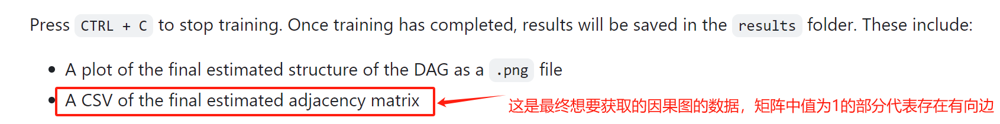 Press CTRL + C to stop training. Once training has completed, results will be saved in the results folder. These include:
A plot of the final estimated structure of the DAG as a .png file
A CSV of the final estimated adjacency matrix
这是最终想要获取的因果图的数据，矩阵中值为1的部分代表存在有向边